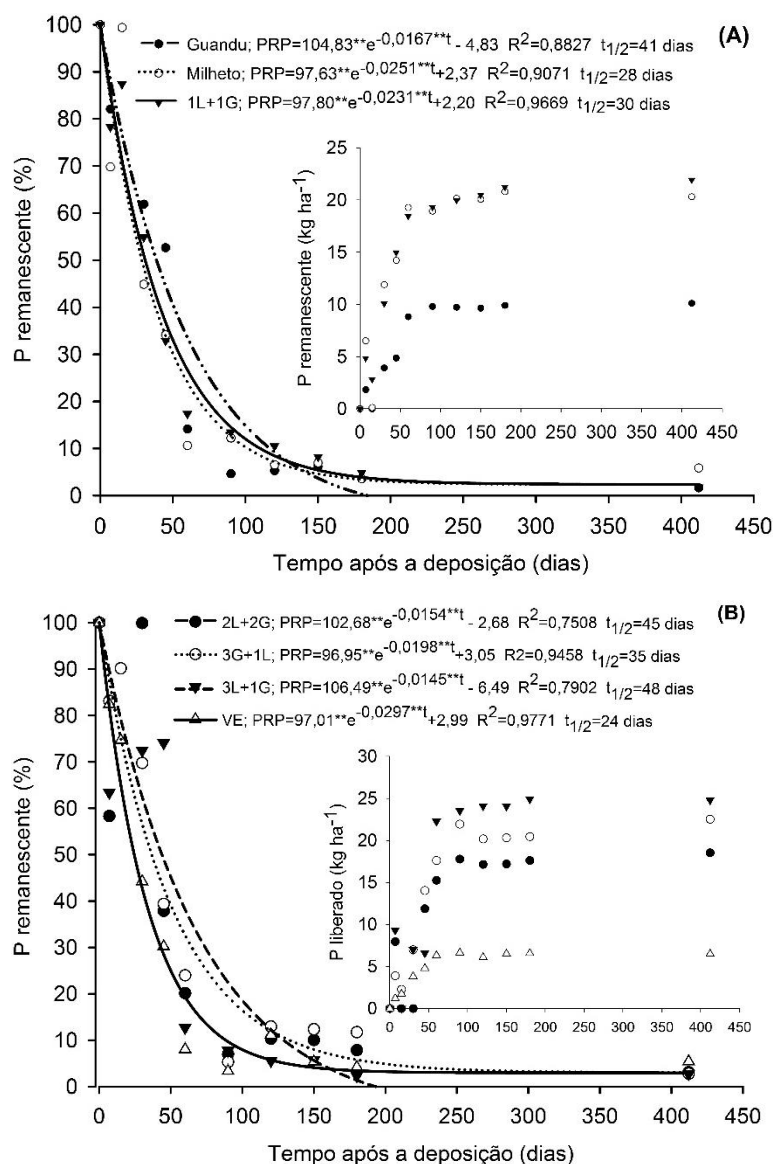 (A)
Guandu; PRP=104,83**e-0,0167**t - 4,83 R2=0,8827 t1/2=41 dias
Milheto; PRP=97,63**e-0,0251**t+2,37 R2=0,9071 t1/2=28 dias
1L+1G; PRP=97,80**e-0,0231**t+2,20 R2=0,9669 t1/2=30 dias
P remanescente (%)
100
90
80
70
60
50
40
30
20
10
0
P remanescente (kg ha-1)
25
20
15
10
5
0
0 50 100 150 200 250 300 350 400 450
0 50 100 150 200 250 300 350 400 450
Tempo após a deposição (dias)
(B)
2L+2G; PRP=102,68**e-0,0154**t - 2,68 R2=0,7508 t1/2=45 dias
3G+1L; PRP=96,95**e-0,0198**t+3,05 R2=0,9458 t1/2=35 dias
3L+1G; PRP=106,49**e-0,0145**t - 6,49 R2=0,7902 t1/2=48 dias
VE; PRP=97,01**e-0,0297**t+2,99 R2=0,9771 t1/2=24 dias
P remanescente (%)
100
90
80
70
60
50
40
30
20
10
0
P liberado (kg ha-1)
30
25
20
15
10
5
0
0 50 100 150 200 250 300 350 400 450
0 50 100 150 200 250 300 350 400 450
Tempo após a deposição (dias)